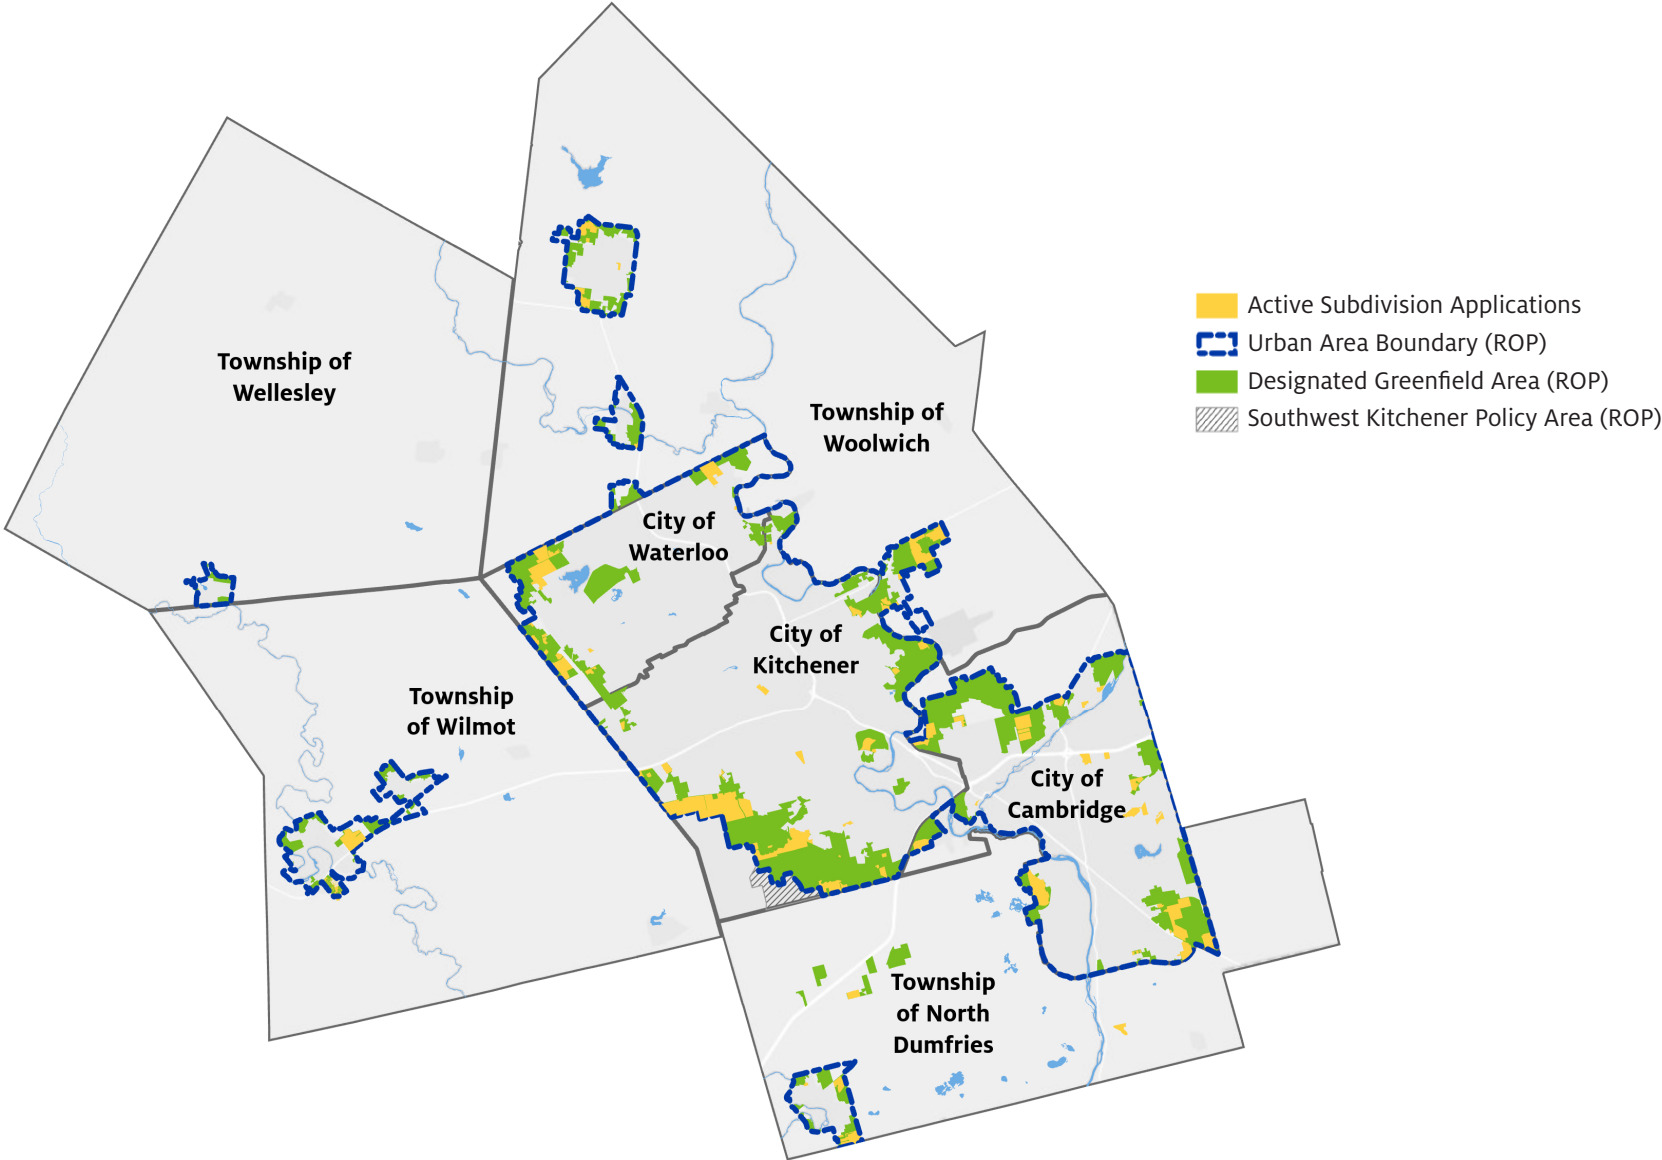 Active Subdivision Applications
Urban Area Boundary (ROP)
Designated Greenfield Area (ROP)
Southwest Kitchener Policy Area (ROP)
Township of
Wellesley
Township of
Woolwich
City of
Waterloo
City of
Kitchener
Township
of Wilmot
City of
Cambridge
Township
of North
Dumfries